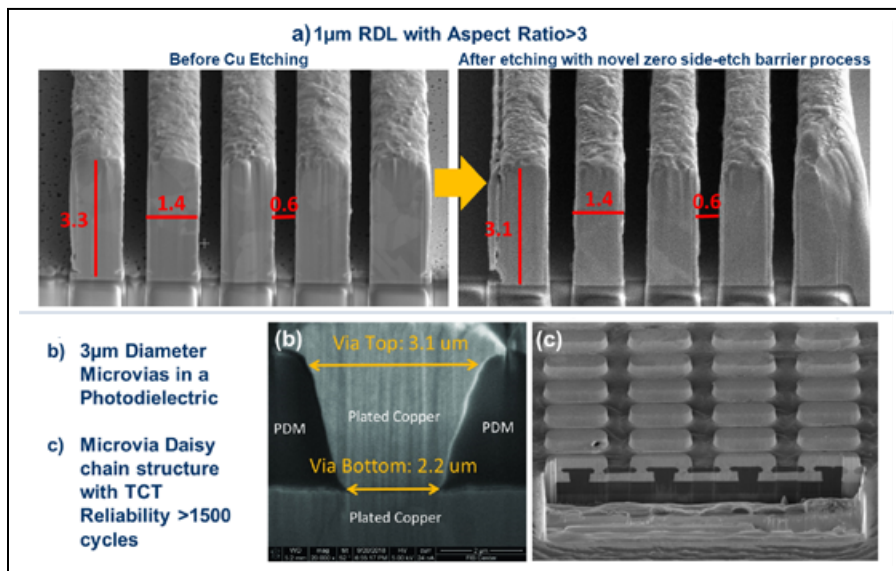 a) 1µm RDL with Aspect Ratio>3
Before Cu Etching
After etching with novel zero side-etch barrier process
3.3
1.4
0.6
3.1
1.4
0.6
b) 3µm Diameter
Microvias in a
Photodielectric
c) Microvia Daisy
chain structure
with TCT
Reliability >1500
cycles
(b)
Via Top: 3.1 um
Plated Copper
PDM
PDM
Via Bottom: 2.2 um
Plated Copper
(c)